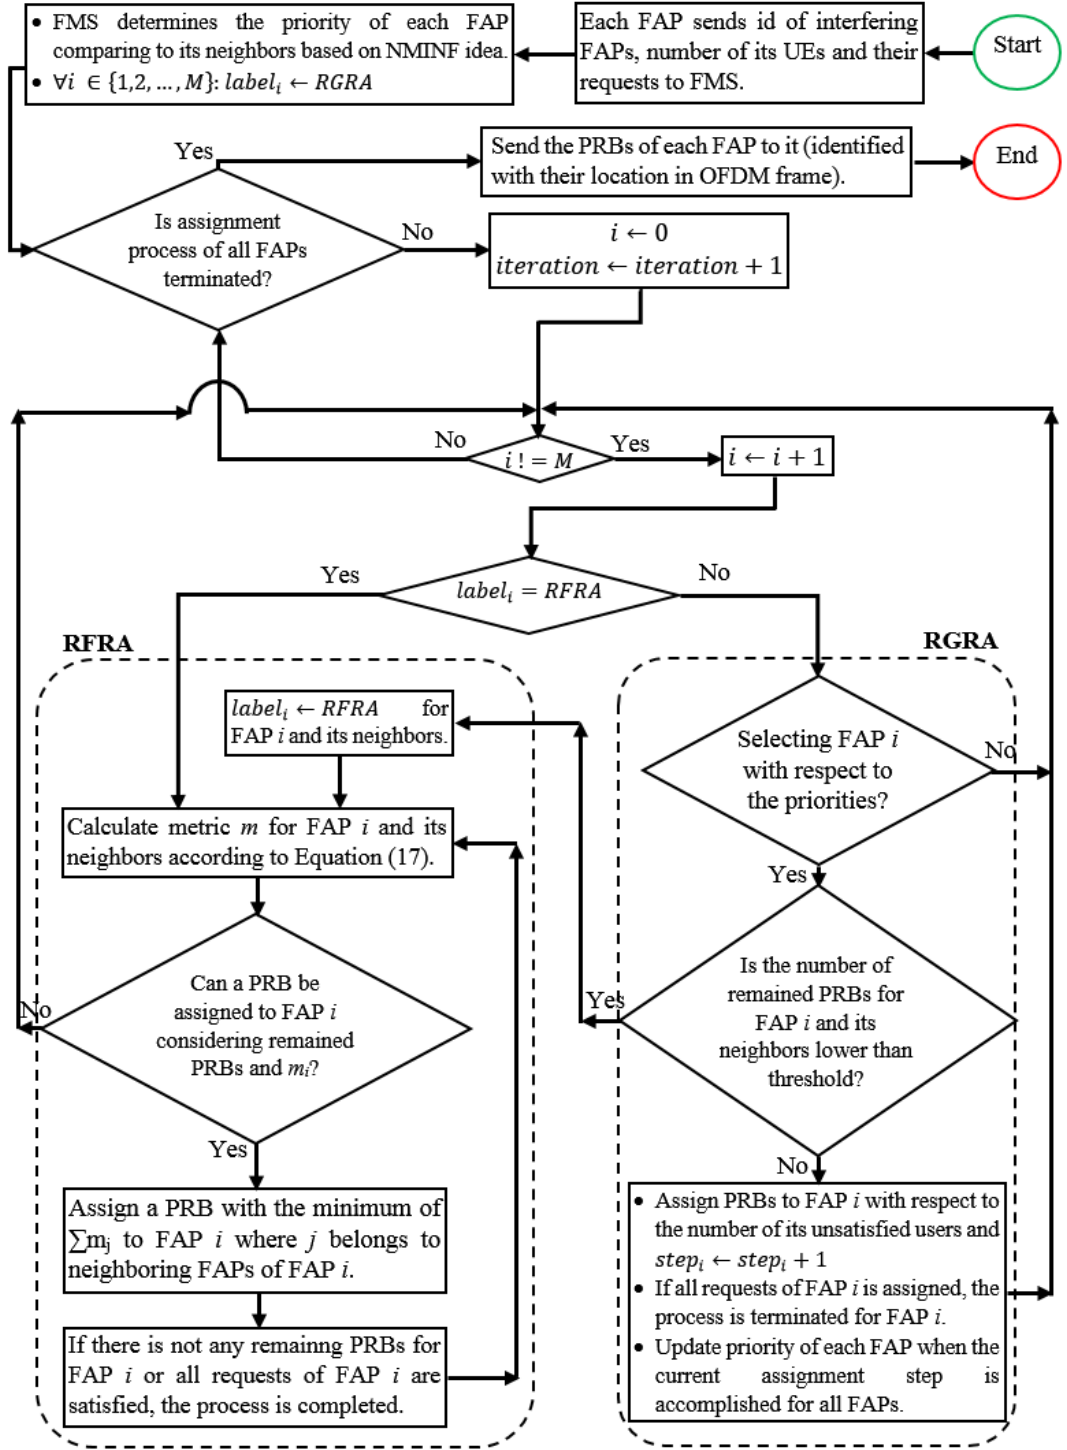 • FMS determines the priority of each FAP
comparing to its neighbors based on NMINF idea.
• ∀i ∈ {1,2, … , M}: label_i ← RGRA
Each FAP sends id of interfering
FAPs, number of its UEs and their
requests to FMS.
Start
Yes
Send the PRBs of each FAP to it (identified
with their location in OFDM frame).
End
Is assignment
process of all FAPs
terminated?
No
i ← 0
iteration ← iteration + 1
No
i ! = M
Yes
i ← i + 1
Yes
label_i = RFRA
No
RFRA
RGRA
label_i ← RFRA for
FAP i and its neighbors.
Selecting FAP i
with respect to
the priorities?
No
Calculate metric m for FAP i and its
neighbors according to Equation (17).
Yes
Can a PRB be
assigned to FAP i
considering remained
PRBs and m_i?
No
Is the number of
remained PRBs for
FAP i and its
neighbors lower than
threshold?
Yes
Yes
No
Assign a PRB with the minimum of
∑m_j to FAP i where j belongs to
neighboring FAPs of FAP i.
If there is not any remainng PRBs for
FAP i or all requests of FAP i are
satisfied, the process is completed.
• Assign PRBs to FAP i with respect to
the number of its unsatisfied users and
step_i ← step_i + 1
• If all requests of FAP i is assigned, the
process is terminated for FAP i.
• Update priority of each FAP when the
current assignment step is
accomplished for all FAPs.